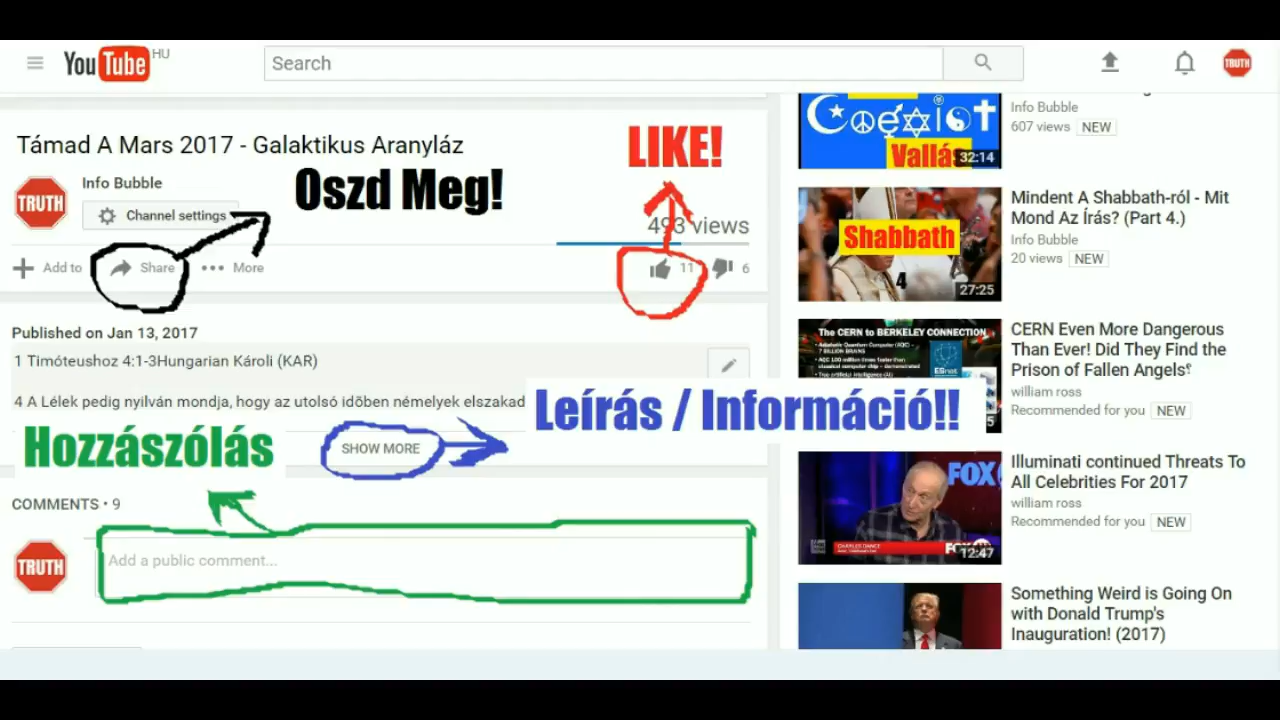 YouTube HU
Search
TRUTH
Támad A Mars 2017 - Galaktikus Aranyláz
TRUTH
Info Bubble
Channel settings
Oszd Meg!
LIKE!
493 views
Add to
Share
More
11
6
Published on Jan 13, 2017
1 Timóteushoz 4:1-3Hungarian Károli (KAR)
4 A Lélek pedig nyilván mondja, hogy az utolsó időben némelyek elszakad
Leírás / Információ!!
Hozzászólás
SHOW MORE
COMMENTS • 9
TRUTH
Add a public comment...
Coexist
Vallás
32:14
Info Bubble
607 views NEW
Shabbath
4
27:25
Mindent A Shabbath-ról - Mit
Mond Az Írás? (Part 4.)
Info Bubble
20 views NEW
The CERN to BERKELEY CONNECTION
ESnet
5
CERN Even More Dangerous
Than Ever! Did They Find the
Prison of Fallen Angels
william ross
Recommended for you NEW
FOX
CHARLES DANCE
FOX
12:47
Illuminati continued Threats To
All Celebrities For 2017
william ross
Recommended for you NEW
Something Weird is Going On
with Donald Trump's
Inauguration! (2017)